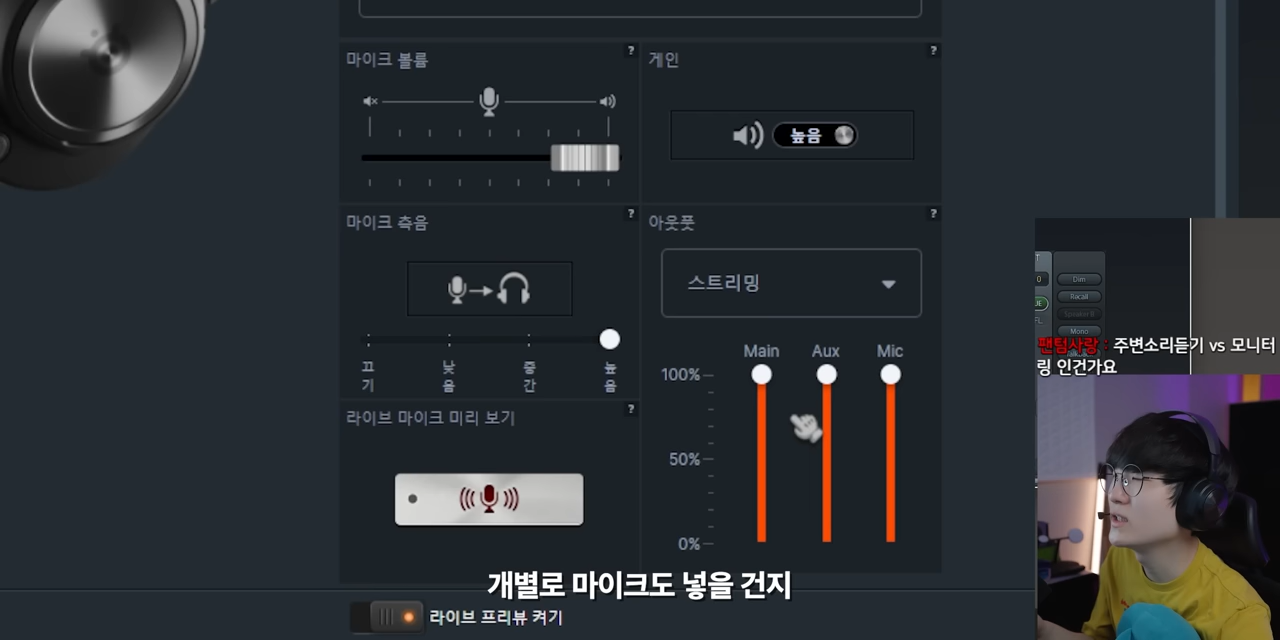 마이크 볼륨
?
게인
?
높음
마이크 측음
?
아웃풋
?
스트리밍
끄기
낮음
중간
높음
Main Aux Mic
100%
50%
0%
라이브 마이크 미리 보기
?
Dim
Recall
Mono
팬텀사랑 : 주변소리듣기 vs 모니터
링 인건가요
개별로 마이크도 넣을 건지
라이브 프리뷰 켜기